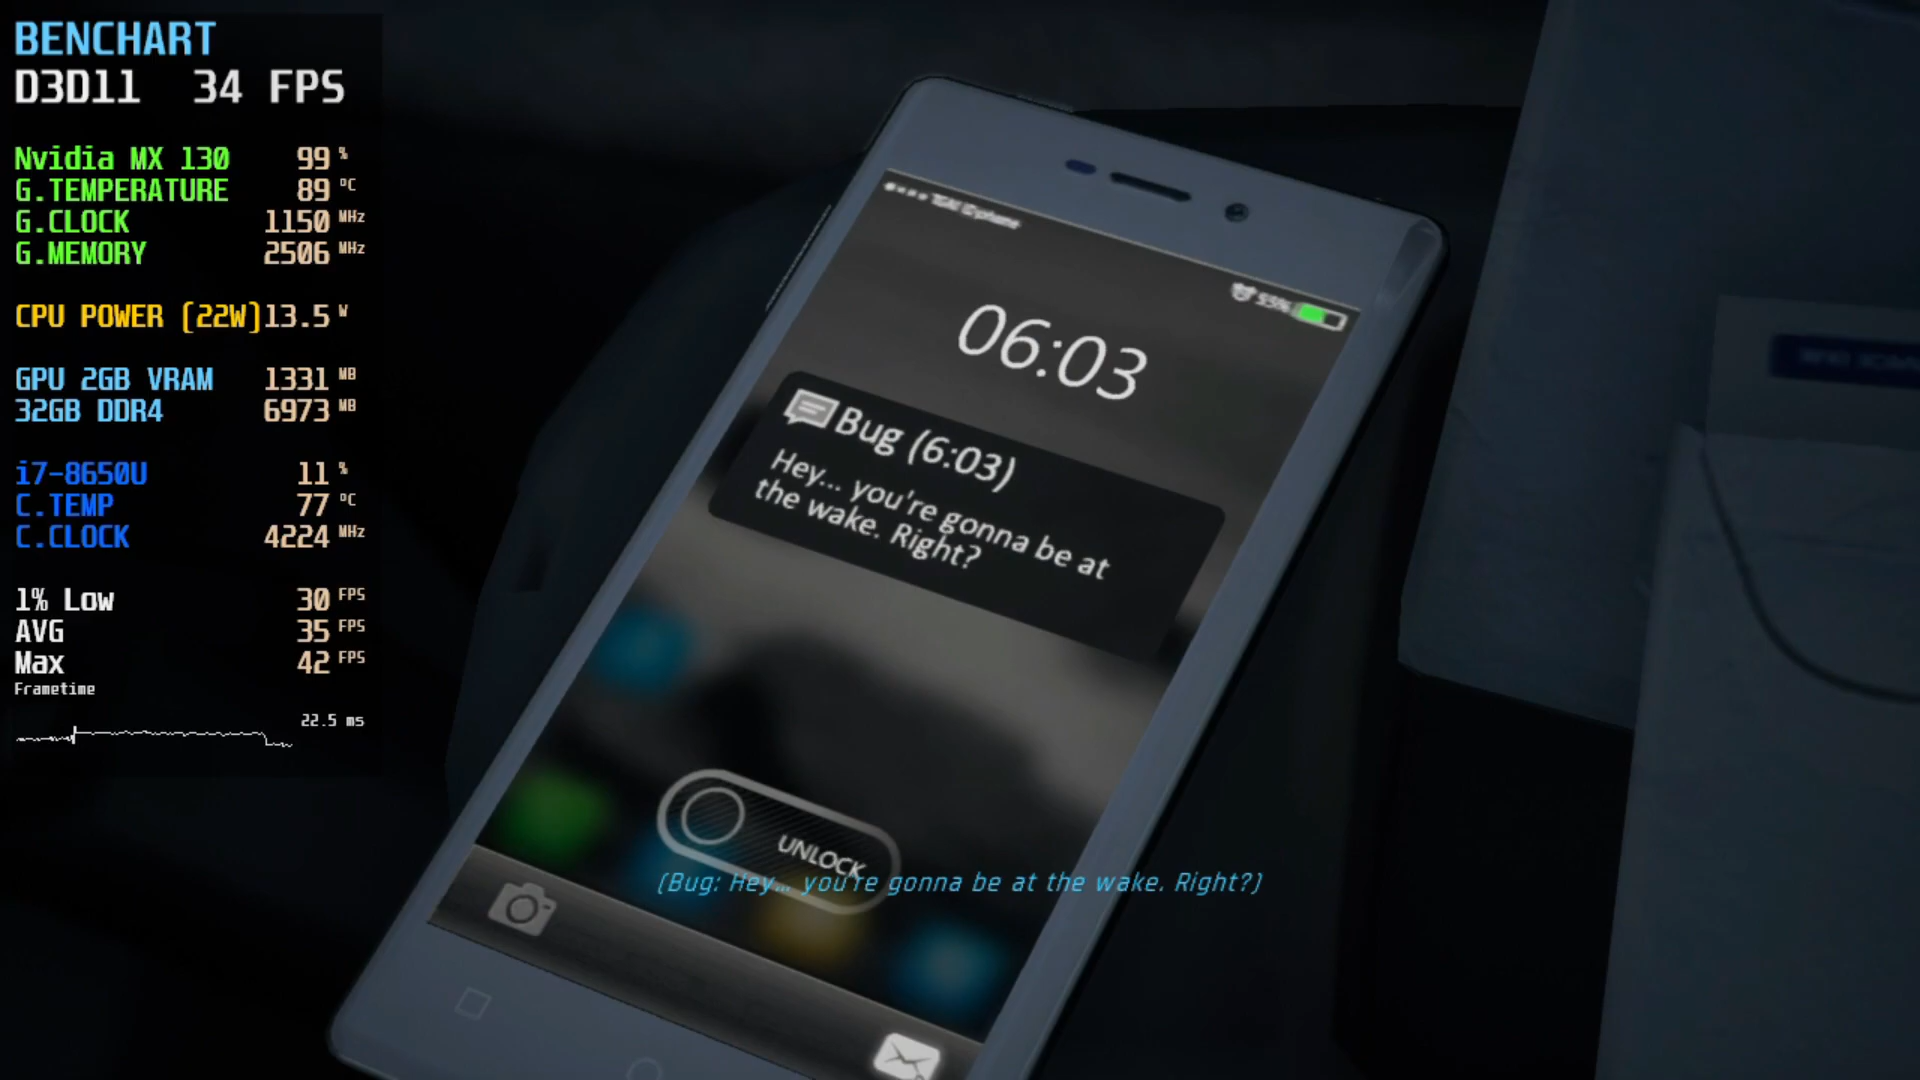 BENCHART
D3D11 34 FPS
Nvidia MX 130 99 %
G.TEMPERATURE 89 °C
G.CLOCK 1150 MHz
G.MEMORY 2506 MHz
CPU POWER (22W) 13.5 W
GPU 2GB VRAM 1331 MB
32GB DDR4 6973 MB
i7-8650U 11 %
C.TEMP 77 °C
C.CLOCK 4224 MHz
1% Low 30 FPS
AVG 35 FPS
Max 42 FPS
Frametime
22.5 ms
53%
06:03
Bug (6:03)
Hey... you're gonna be at
the wake. Right?
UNLOCK
(Bug: Hey... you're gonna be at the wake. Right?)